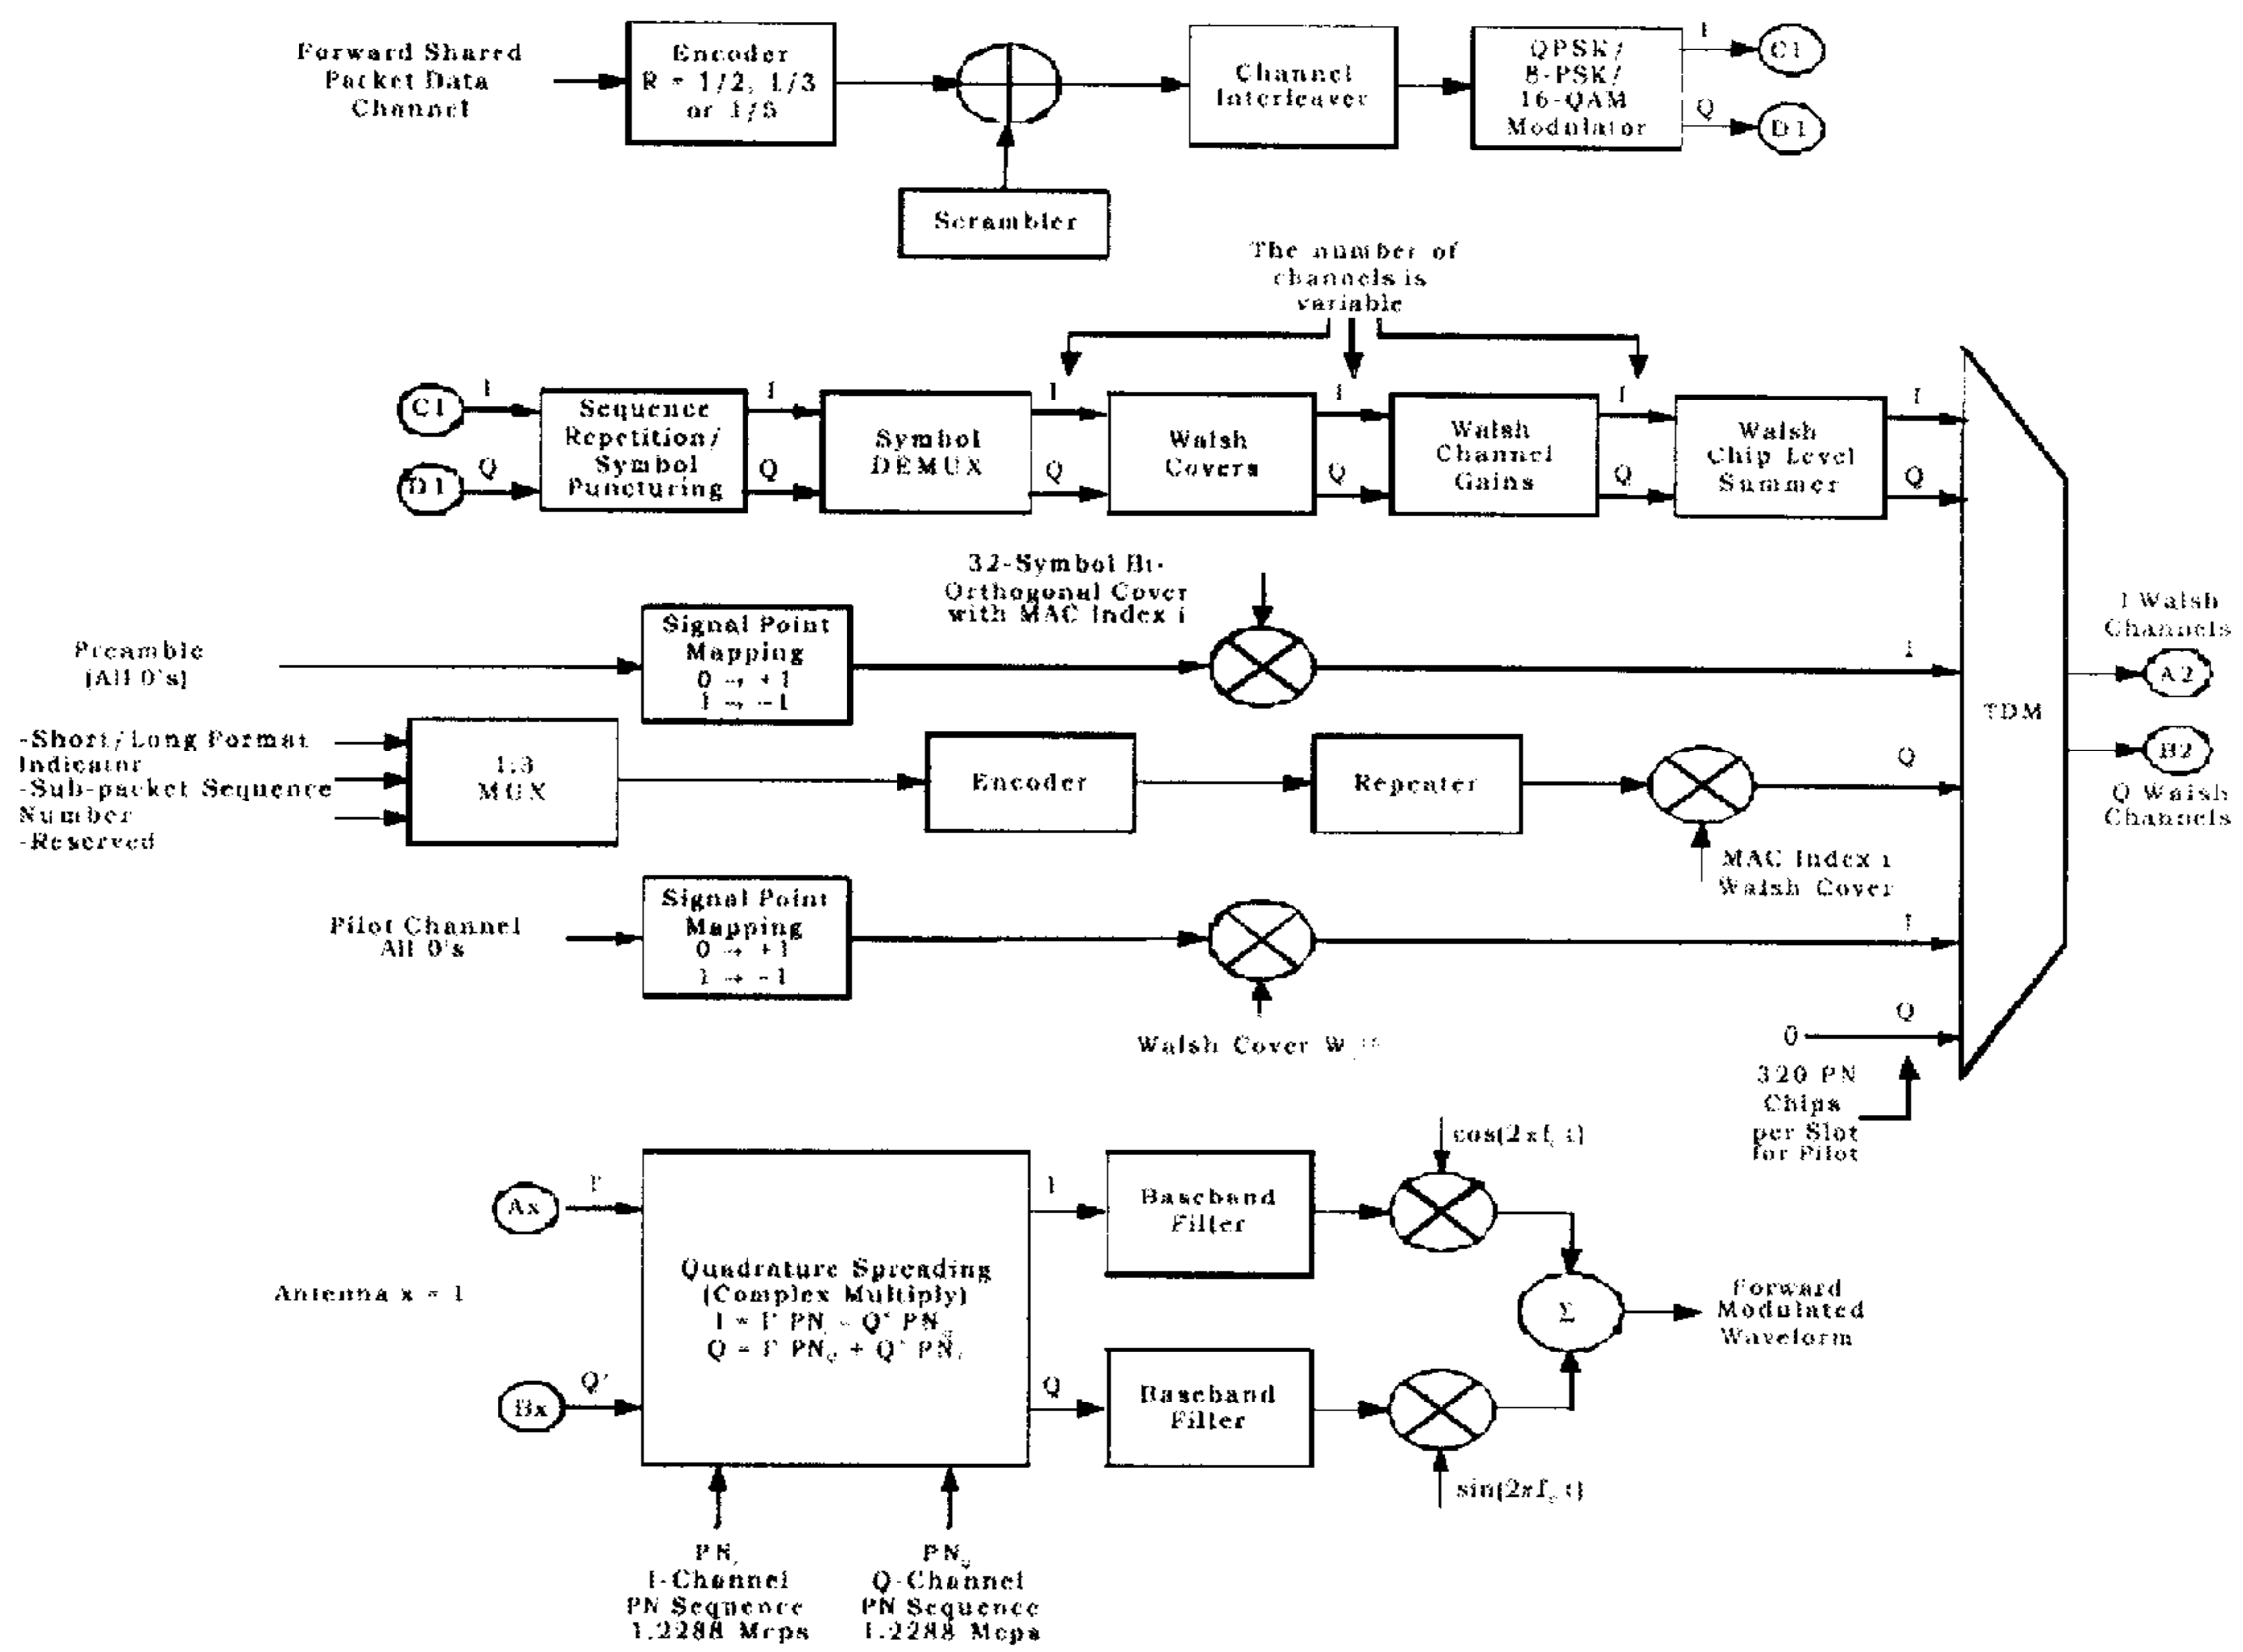 Forward Shared
Packet Data
Channel
Encoder
R = 1/2, 1/3
or 1/5
Scrambler
Channel
Interleaver
QPSK/
8-PSK/
16-QAM
Modulator
I
C1
Q
D1
The number of
channels is
variable
C1
I
D1
Q
Sequence
Repetition/
Symbol
Puncturing
I
Q
Symbol
DEMUX
I
Q
Walsh
Covers
I
Q
Walsh
Channel
Gains
I
Q
Walsh
Chip Level
Summer
I
Q
Preamble
(All 0's)
Signal Point
Mapping
0 → +1
1 → -1
32-Symbol Bi-
Orthogonal Cover
with MAC Index i
I
-Short/Long Format
Indicator
-Sub-packet Sequence
Number
-Reserved
1:3
MUX
Encoder
Repeater
Q
MAC Index i
Walsh Cover
Pilot Channel
All 0's
Signal Point
Mapping
0 → +1
1 → -1
Walsh Cover W
I
0
Q
320 PN
Chips
per Slot
for Pilot
TDM
I Walsh
Channels
A2
B2
Q Walsh
Channels
Antenna x = 1
Ax
I'
Bx
Q'
Quadrature Spreading
(Complex Multiply)
I = I' PN - Q' PN
Q = I' PNQ + Q' PN
PN
I-Channel
PN Sequence
1.2288 Mcps
PNQ
Q-Channel
PN Sequence
1.2288 Mcps
I
Q
Baseband
Filter
Baseband
Filter
cos(2πfc t)
sin(2πfc t)
Σ
Forward
Modulated
Waveform